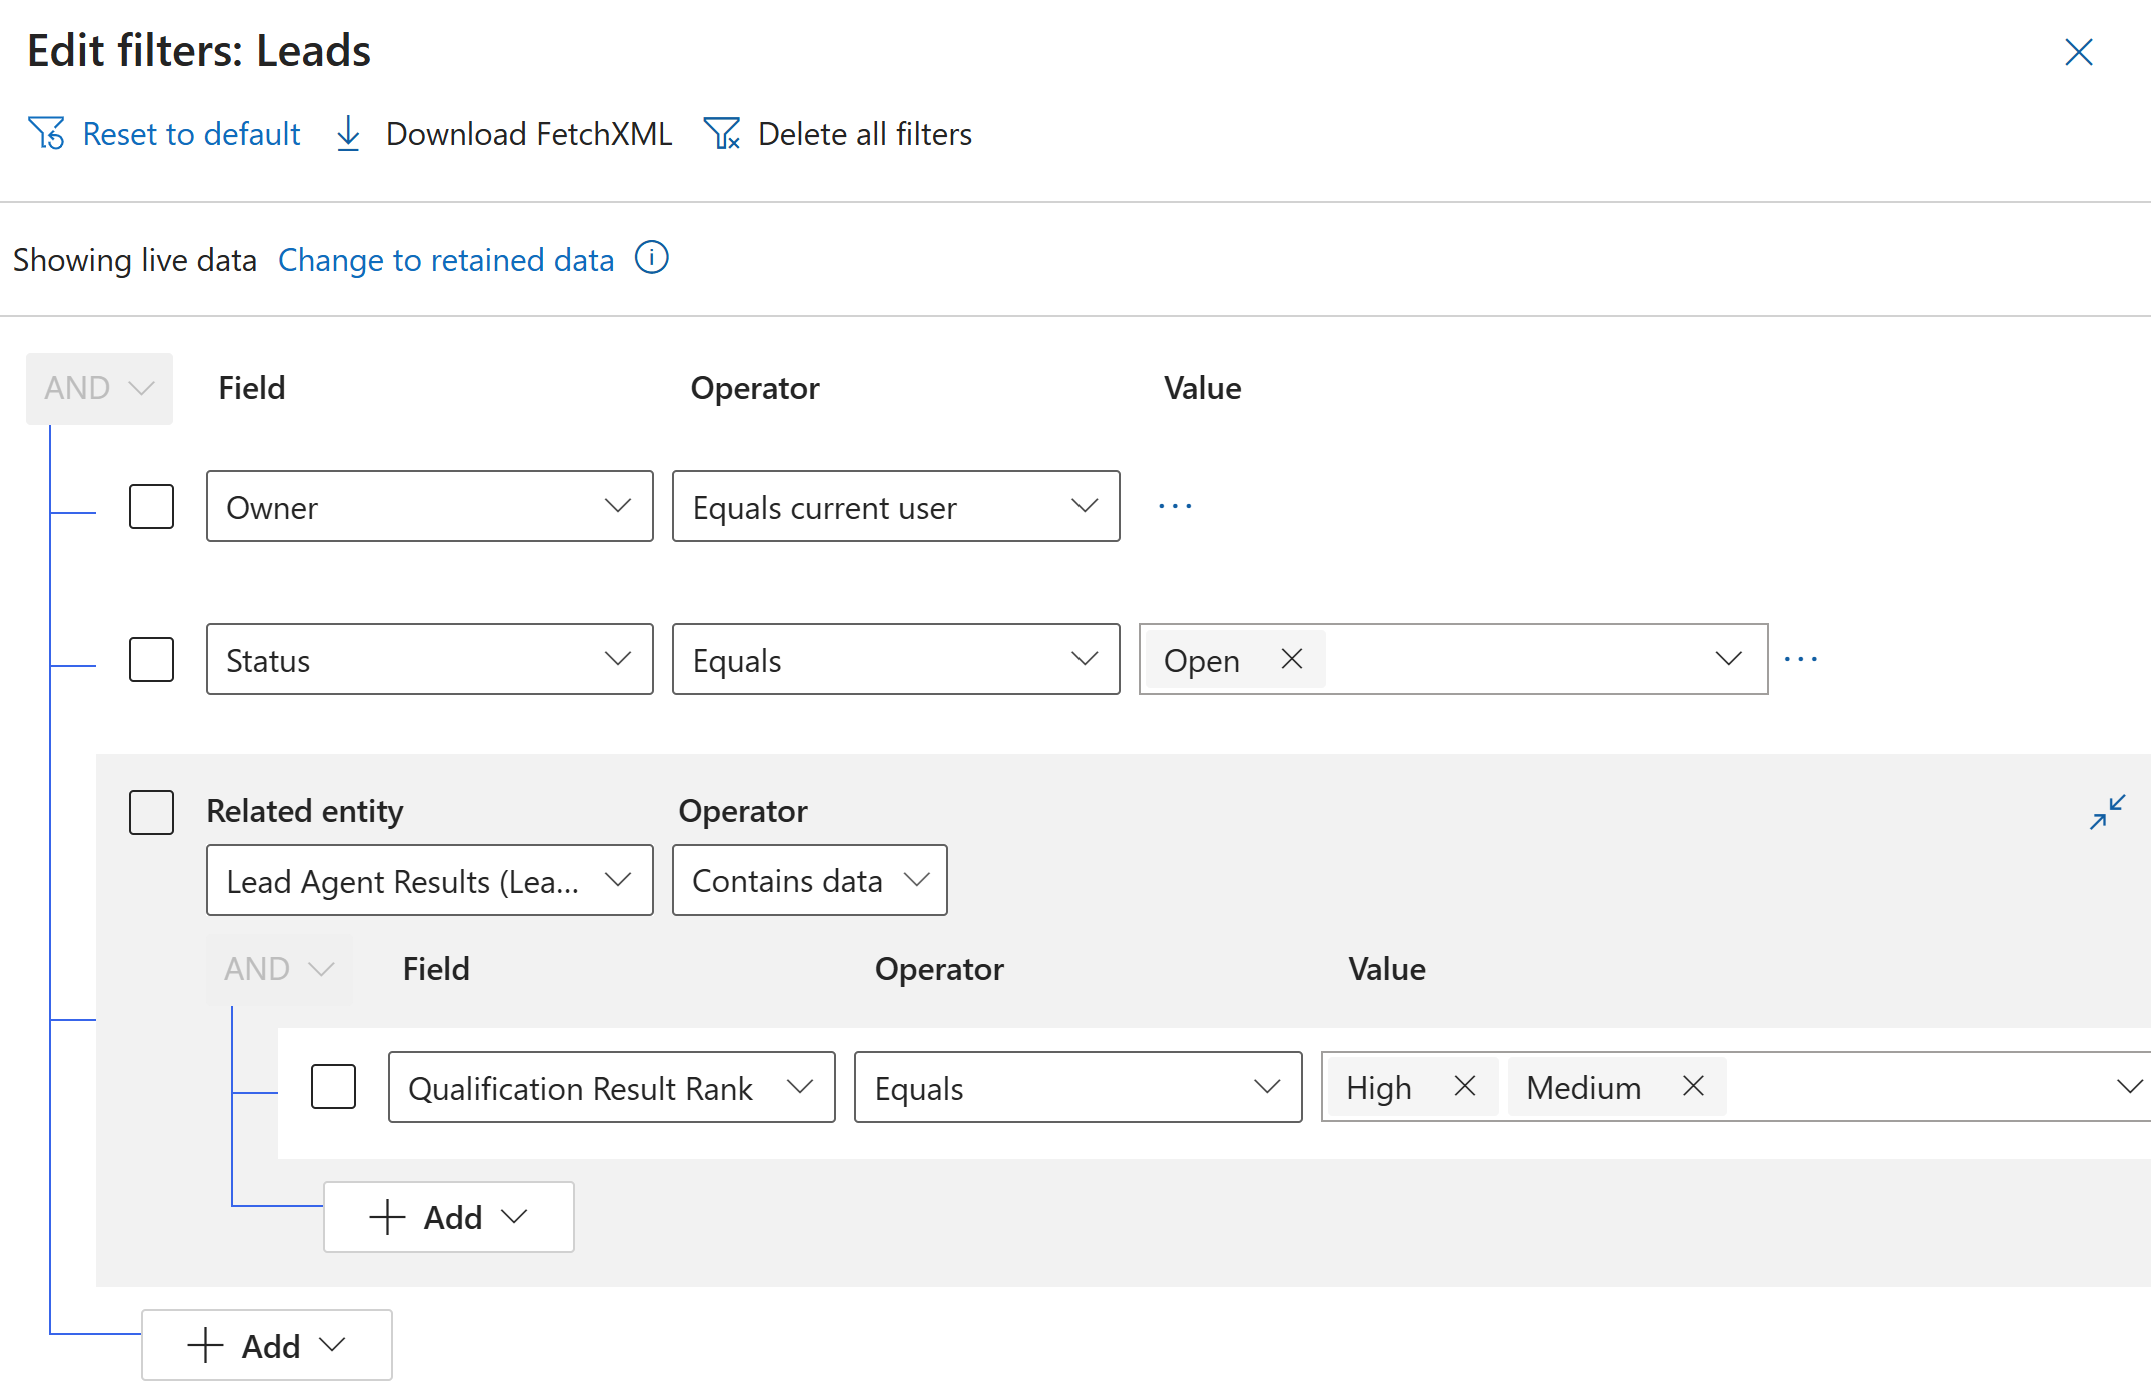 Edit filters: Leads
Reset to default Download FetchXML Delete all filters
Showing live data Change to retained data
AND Field Operator Value
Owner Equals current user ...
Status Equals Open ...
Related entity Operator
Lead Agent Results (Lea... Contains data
AND Field Operator Value
Qualification Result Rank Equals High Medium
Add
Add